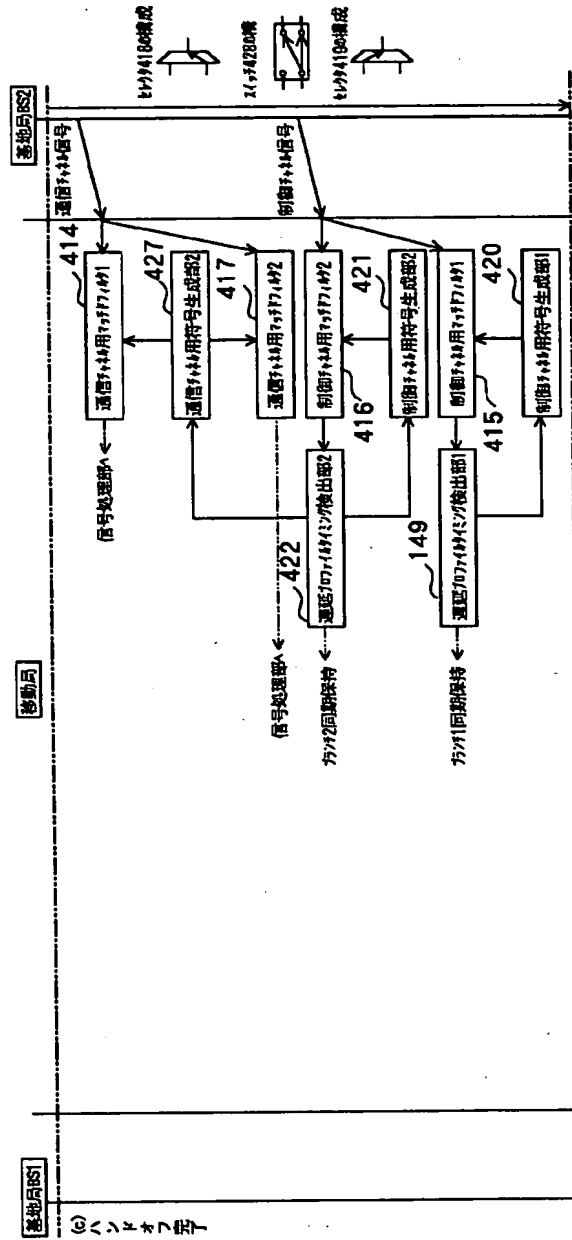 基地局BS1
移動局
基地局BS2
(c)
ハンドオフ完了
通信チャネル信号
セレクタ418の構成
414
通信チャネル用マッチドフィルタ1
信号処理部へ
427
通信チャネル用符号生成部2
417
通信チャネル用マッチドフィルタ2
信号処理部へ
制御チャネル信号
スイッチ428の構
セレクタ419の構成
制御チャネル用マッチドフィルタ2
416
遅延プロファイルタイミング検出部2
422
ブランチ2同期保持
421
制御チャネル用符号生成部2
制御チャネル用マッチドフィルタ1
415
遅延プロファイルタイミング検出部1
149
ブランチ1同期保持
420
制御チャネル用符号生成部1